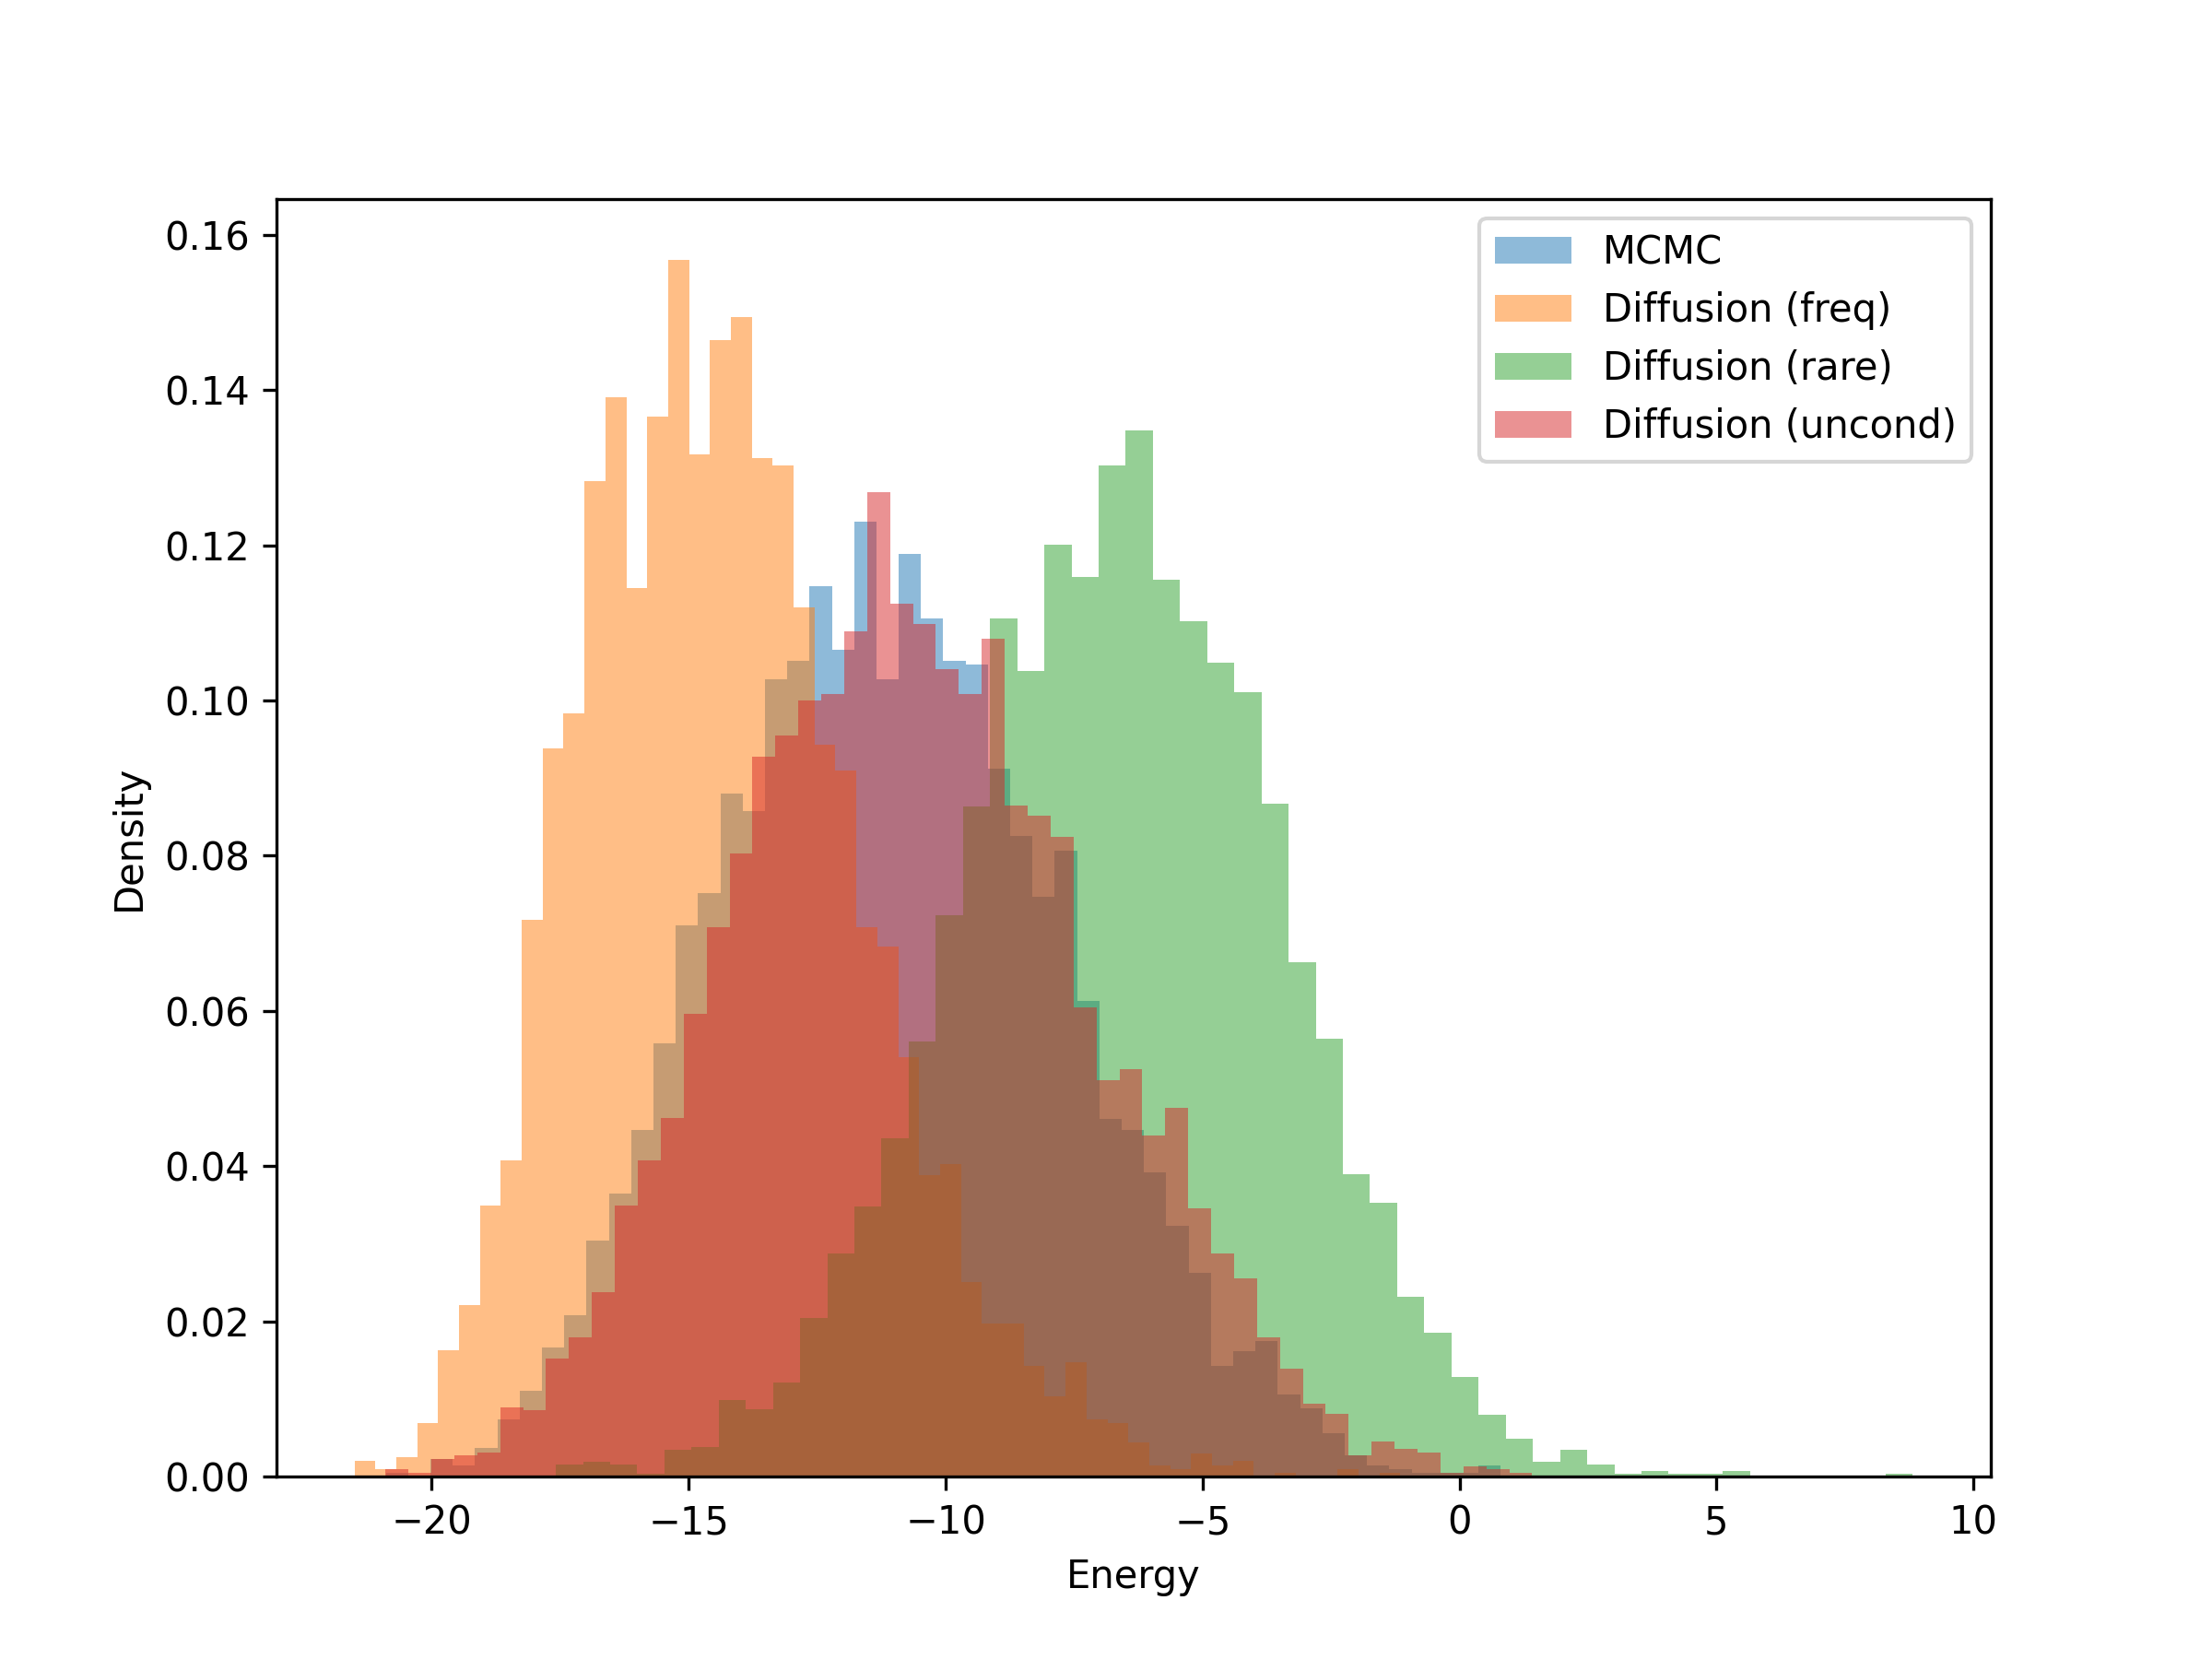 MCMC
Diffusion (freq)
Diffusion (rare)
Diffusion (uncond)
0.16
0.14
0.12
0.10
0.08
0.06
0.04
0.02
0.00
Density
−20 −15 −10 −5 0 5 10
Energy